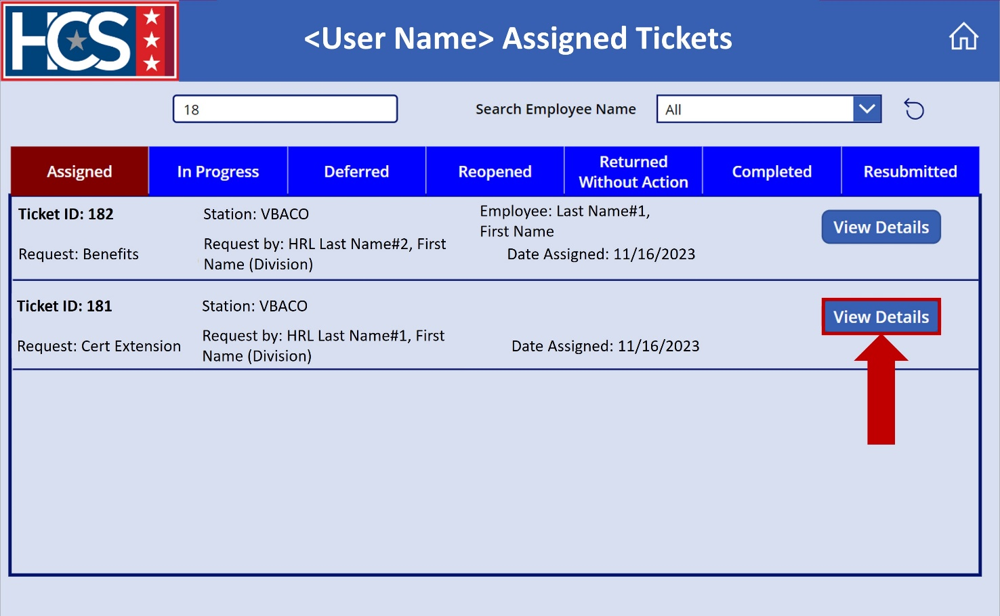 HCS
<User Name> Assigned Tickets
18
Search Employee Name
All
Assigned
In Progress
Deferred
Reopened
Returned
Without Action
Completed
Resubmitted
Ticket ID: 182
Station: VBACO
Employee: Last Name#1,
First Name
View Details
Request: Benefits
Request by: HRL Last Name#2, First
Name (Division)
Date Assigned: 11/16/2023
Ticket ID: 181
Station: VBACO
View Details
Request: Cert Extension
Request by: HRL Last Name#1, First
Name (Division)
Date Assigned: 11/16/2023